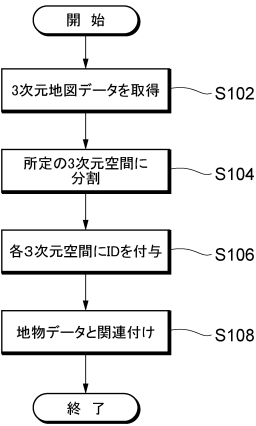 開 始
3次元地図データを取得
S102
所定の3次元空間に
分割
S104
各3次元空間にIDを付与
S106
地物データと関連付け
S108
終 了